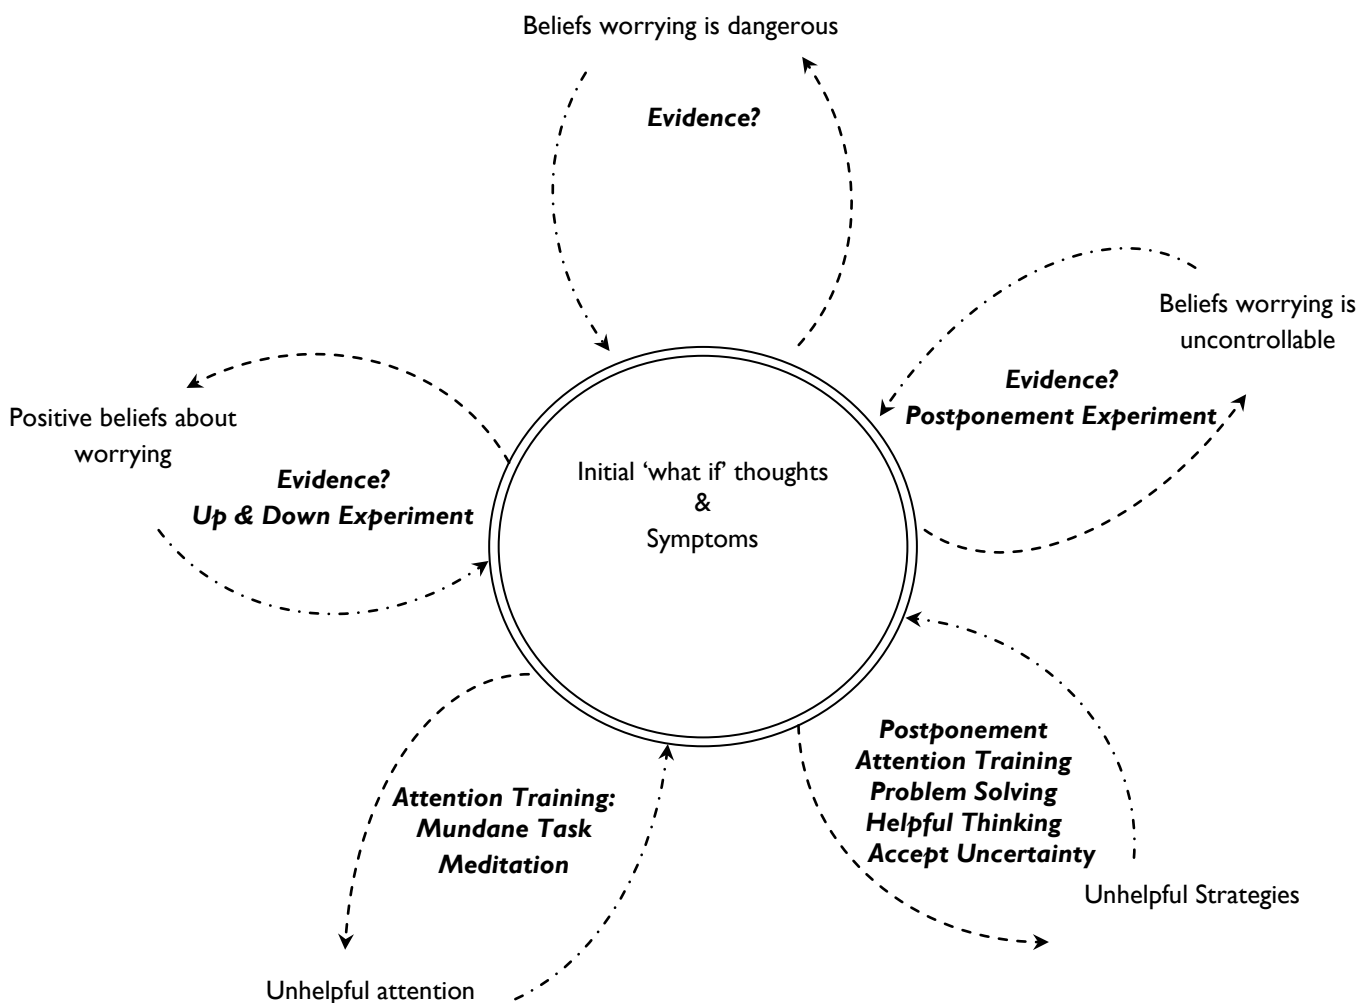 Beliefs worrying is dangerous
Evidence?
Beliefs worrying is
uncontrollable
Evidence?
Postponement Experiment
Positive beliefs about
worrying
Evidence?
Up & Down Experiment
Initial ‘what if’ thoughts
&
Symptoms
Postponement
Attention Training
Problem Solving
Helpful Thinking
Accept Uncertainty
Unhelpful Strategies
Attention Training:
Mundane Task
Meditation
Unhelpful attention